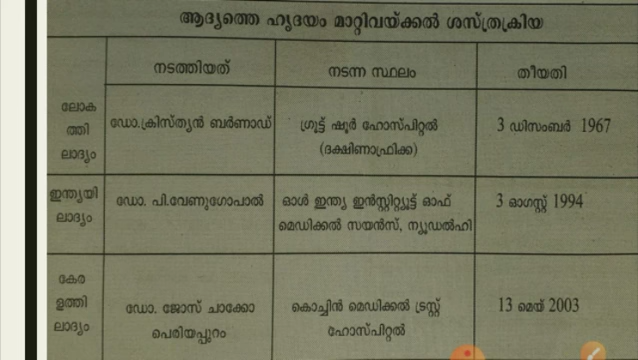 ആദ്യത്തെ ഹൃദയം മാറ്റിവയ്ക്കൽ ശസ്ത്രക്രിയ
നടത്തിയത് നടന്ന സ്ഥലം തീയതി
ലോക
ത്തി
ലാദ്യം
ഡോ.ക്രിസ്ത്യൻ ബർണാഡ്
ഗ്രൂട്ട് ഷൂർ ഹോസ്പിറ്റൽ
(ദക്ഷിണാഫ്രിക്ക)
3 ഡിസംബർ 1967
ഇന്ത്യയി
ലാദ്യം
ഡോ. പി.വേണുഗോപാൽ
ഓൾ ഇന്ത്യ ഇൻസ്റ്റിറ്റ്യൂട്ട് ഓഫ്
മെഡിക്കൽ സയൻസ്, ന്യൂഡൽഹി
3 ഓഗസ്റ്റ് 1994
കേര
ളത്തി
ലാദ്യം
ഡോ. ജോസ് ചാക്കോ
പെരിയപ്പുറം
കൊച്ചിൻ മെഡിക്കൽ ട്രസ്റ്റ്
ഹോസ്പിറ്റൽ
13 മെയ് 2003